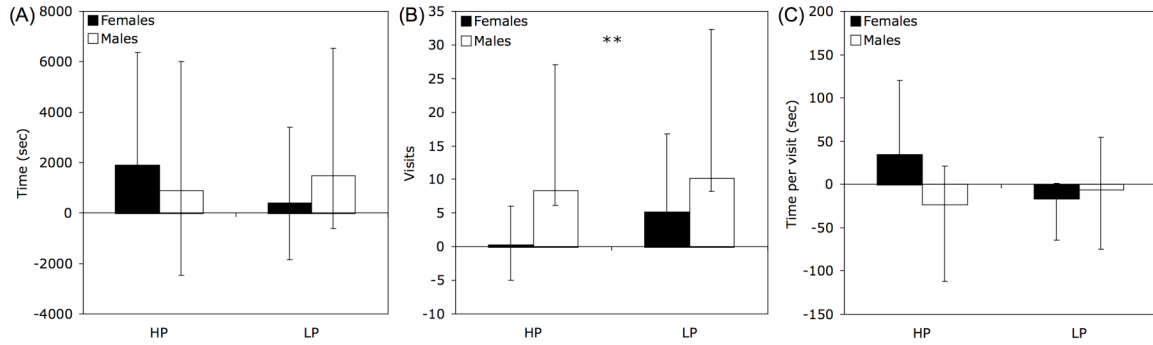 (A)
Time (sec)
8000
6000
4000
2000
0
-2000
-4000
Females
Males
HP
LP
(B)
Visits
35
30
25
20
15
10
5
0
-5
-10
Females
Males
**
HP
LP
(C)
Time per visit (sec)
200
150
100
50
0
-50
-100
-150
Females
Males
HP
LP